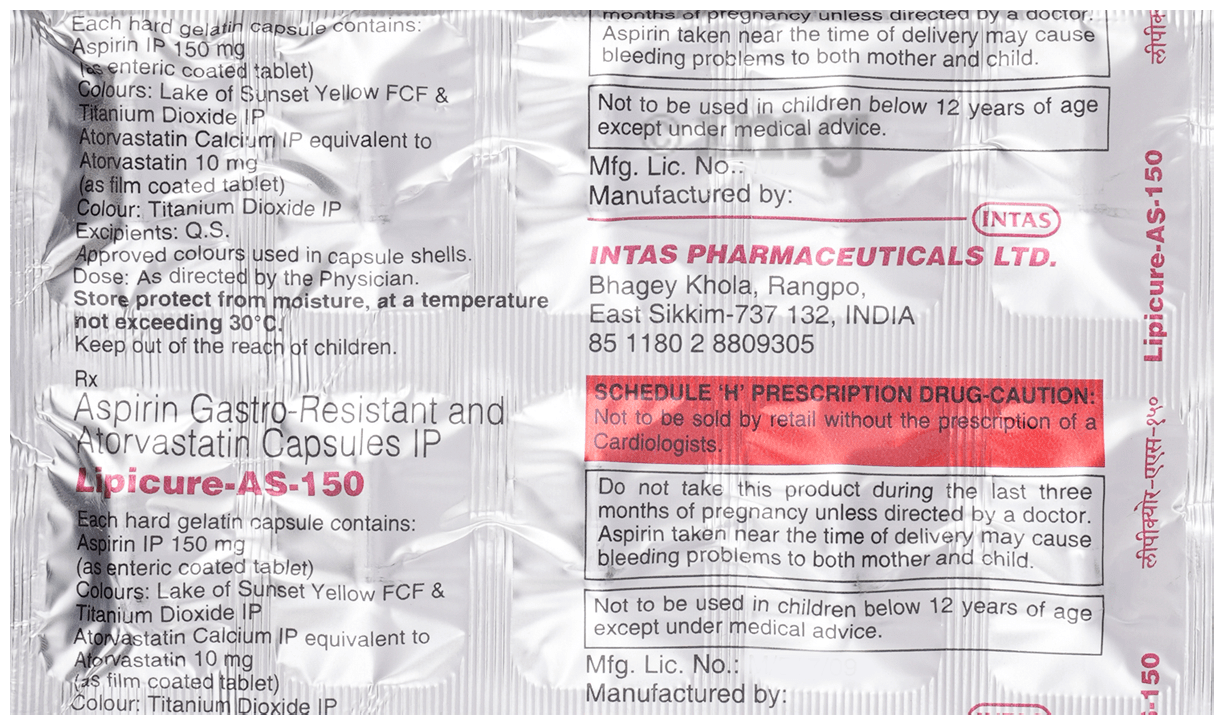 Each hard gelatin capsule contains:
Aspirin IP 150 mg
(as enteric coated tablet)
Colours: Lake of Sunset Yellow FCF &
Titanium Dioxide IP
Atorvastatin Calcium IP equivalent to
Atorvastatin 10 mg
(as film coated tablet)
Colour: Titanium Dioxide IP
Excipients: Q.S.
Approved colours used in capsule shells.
Dose: As directed by the Physician.
Store protect from moisture, at a temperature
not exceeding 30°C.
Keep out of the reach of children.
Rx
Aspirin Gastro-Resistant and
Atorvastatin Capsules IP
Lipicure-AS-150
Each hard gelatin capsule contains:
Aspirin IP 150 mg
(as enteric coated tablet)
Colours: Lake of Sunset Yellow FCF &
Titanium Dioxide IP
Atorvastatin Calcium IP equivalent to
Atorvastatin 10 mg
(as film coated tablet)
Colour: Titanium Dioxide IP
months of pregnancy unless directed by a doctor.
Aspirin taken near the time of delivery may cause
bleeding problems to both mother and child.
Not to be used in children below 12 years of age
except under medical advice.
Mfg. Lic. No.:
Manufactured by:
INTAS
INTAS PHARMACEUTICALS LTD.
Bhagey Khola, Rangpo,
East Sikkim-737 132, INDIA
85 1180 2 8809305
SCHEDULE 'H' PRESCRIPTION DRUG-CAUTION:
Not to be sold by retail without the prescription of a
Cardiologists.
Do not take this product during the last three
months of pregnancy unless directed by a doctor.
Aspirin taken near the time of delivery may cause
bleeding problems to both mother and child.
Not to be used in children below 12 years of age
except under medical advice.
Mfg. Lic. No.:
Manufactured by:
Lipicure-AS-150
लीपीक्योर-एएस-१५०
-150